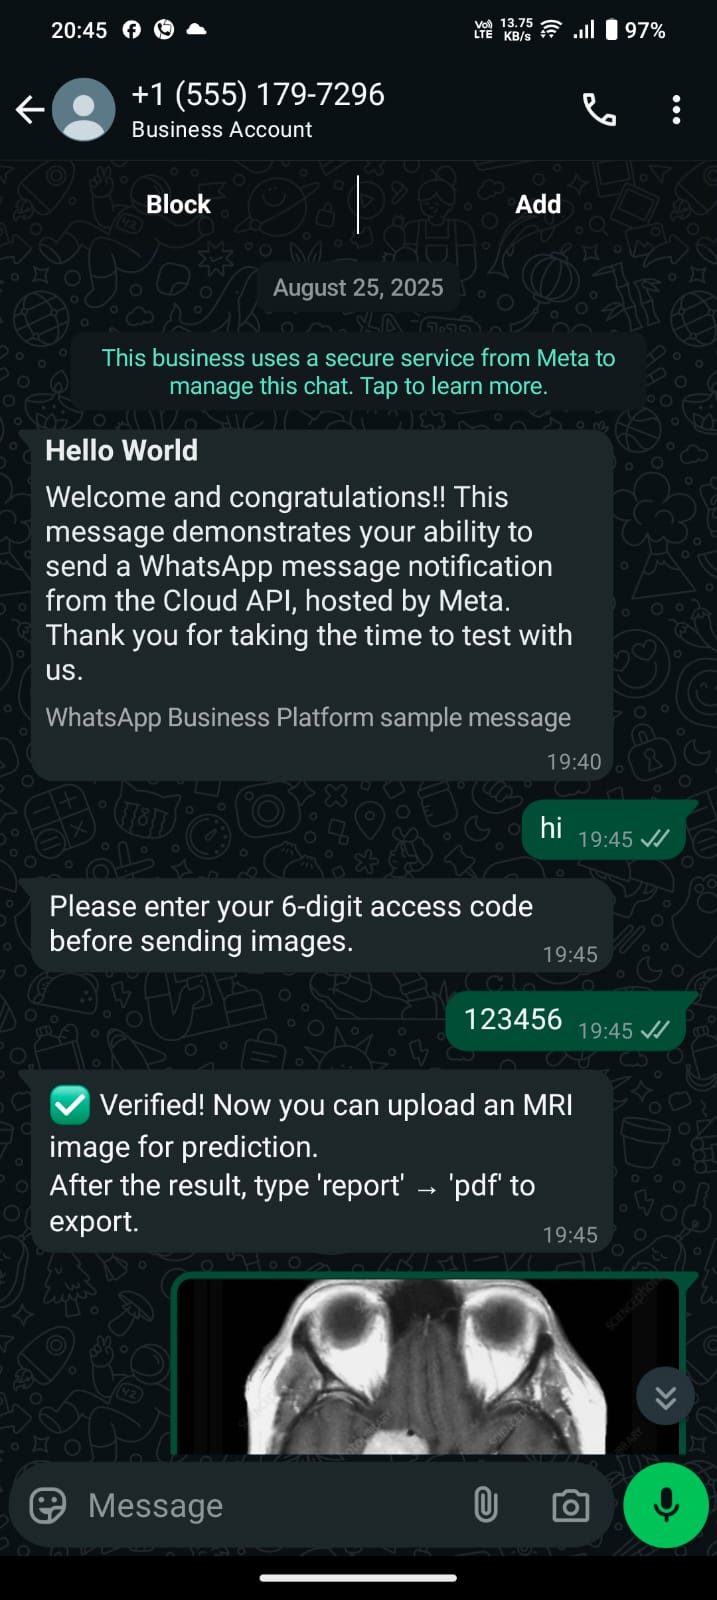 20:45
Vo)) LTE 13.75 KB/s 97%
+1 (555) 179-7296
Business Account
Block
Add
August 25, 2025
This business uses a secure service from Meta to
manage this chat. Tap to learn more.
Hello World
Welcome and congratulations!! This
message demonstrates your ability to
send a WhatsApp message notification
from the Cloud API, hosted by Meta.
Thank you for taking the time to test with
us.
WhatsApp Business Platform sample message
19:40
hi 19:45
Please enter your 6-digit access code
before sending images.
19:45
123456 19:45
✅ Verified! Now you can upload an MRI
image for prediction.
After the result, type 'report' → 'pdf' to
export.
19:45
Message